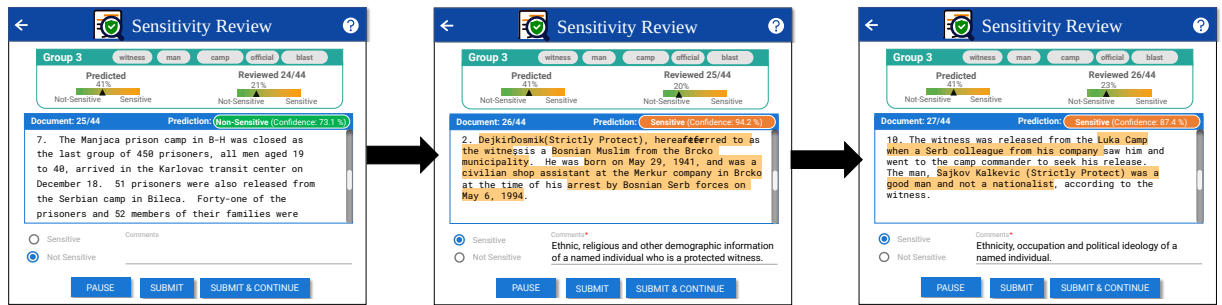 Sensitivity Review
?
Group 3 witness man camp official blast
Predicted
41%
Not-Sensitive Sensitive
Reviewed 24/44
21%
Not-Sensitive Sensitive
Document: 25/44 Prediction: Non-Sensitive (Confidence: 73.1 %)
7. The Manjaca prison camp in B-H was closed as
the last group of 450 prisoners, all men aged 19
to 40, arrived in the Karlovac transit center on
December 18. 51 prisoners were also released from
the Serbian camp in Bileca. Forty-one of the
prisoners and 52 members of their families were
Sensitive
Not Sensitive
Comments
PAUSE SUBMIT SUBMIT & CONTINUE
Sensitivity Review
?
Group 3 witness man camp official blast
Predicted
41%
Not-Sensitive Sensitive
Reviewed 25/44
20%
Not-Sensitive Sensitive
Document: 26/44 Prediction: Sensitive (Confidence: 94.2 %)
2. DejkirDosmik(Strictly Protect), hereafterferred to as
the witnessis a Bosnian Muslim from the Brcko
municipality. He was born on May 29, 1941, and was a
civilian shop assistant at the Merkur company in Brcko
at the time of his arrest by Bosnian Serb forces on
May 6, 1994.
Sensitive
Not Sensitive
Comments*
Ethnic, religious and other demographic information
of a named individual who is a protected witness.
PAUSE SUBMIT SUBMIT & CONTINUE
Sensitivity Review
?
Group 3 witness man camp official blast
Predicted
41%
Not-Sensitive Sensitive
Reviewed 26/44
23%
Not-Sensitive Sensitive
Document: 27/44 Prediction: Sensitive (Confidence: 87.4 %)
10. The witness was released from the Luka Camp
when a Serb colleague from his company saw him and
went to the camp commander to seek his release.
The man, Sajkov Kalkevic (Strictly Protect) was a
good man and not a nationalist, according to the
witness.
Sensitive
Not Sensitive
Comments*
Ethnicity, occupation and political ideology of a
named individual.
PAUSE SUBMIT SUBMIT & CONTINUE